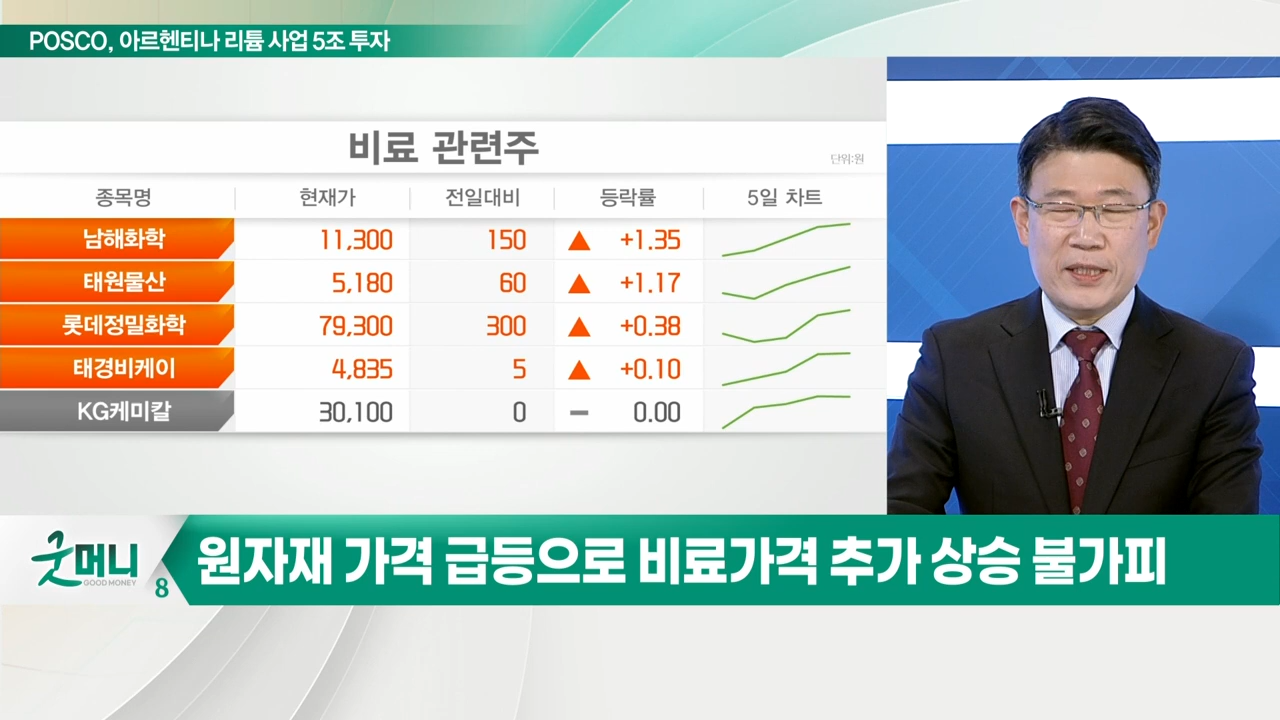 POSCO, 아르헨티나 리튬 사업 5조 투자
비료 관련주
단위:원
종목명 현재가 전일대비 등락률 5일 차트
남해화학 11,300 150 ▲ +1.35
태원물산 5,180 60 ▲ +1.17
롯데정밀화학 79,300 300 ▲ +0.38
태경비케이 4,835 5 ▲ +0.10
KG케미칼 30,100 0 – 0.00
굿머니
GOOD MONEY
8
원자재 가격 급등으로 비료가격 추가 상승 불가피